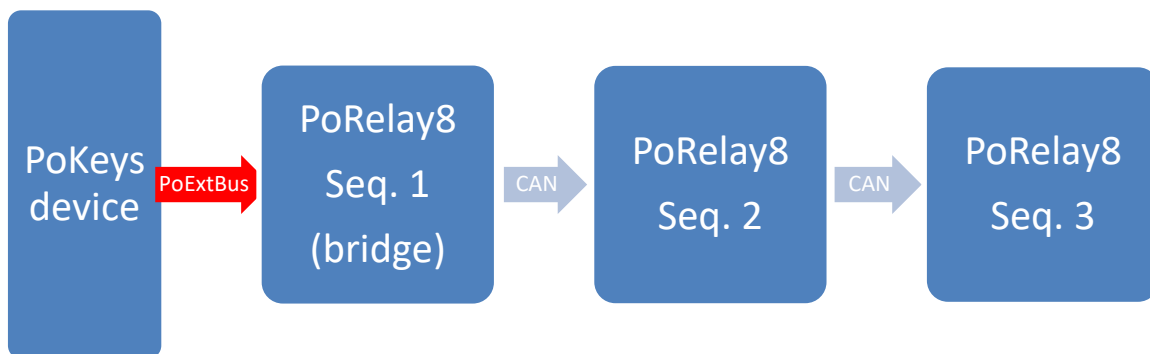 PoKeys
device
PoExtBus
PoRelay8
Seq. 1
(bridge)
CAN
PoRelay8
Seq. 2
CAN
PoRelay8
Seq. 3